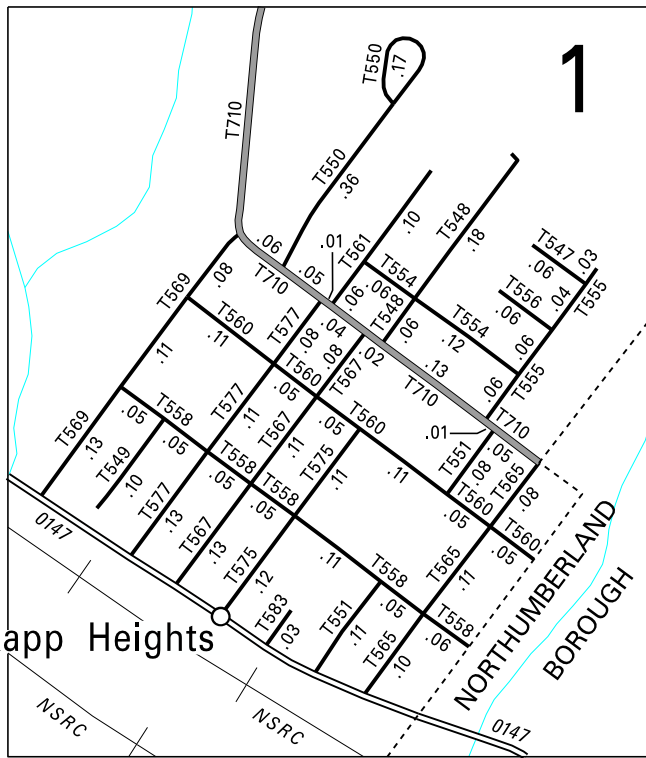 1
T550
.17
T710
T550
.36
T561
.10
T548
.18
.01
.06
T710
.05
T547
.03
.06
T556
.04
T555
.06
.06
T554
.06
.06
T548
.06
T554
.12
.13
T710
.06
T555
T569
.08
T560
.11
T577
.08
.04
.08
.02
T567
T560
.05
T560
.05
T710
.01
.05
T551
.08
T565
.08
T560
.05
T560
.05
.11
.11
T577
.11
T567
.11
T575
.11
T569
.13
.05
T558
.05
T549
.10
T558
.05
T558
.05
T577
.13
T567
.13
T575
.12
.11
T558
.05
T565
.11
T558
.06
T583
.03
T551
.11
T565
.10
0147
app Heights
NORTHUMBERLAND
BOROUGH
NSRC
NSRC
0147